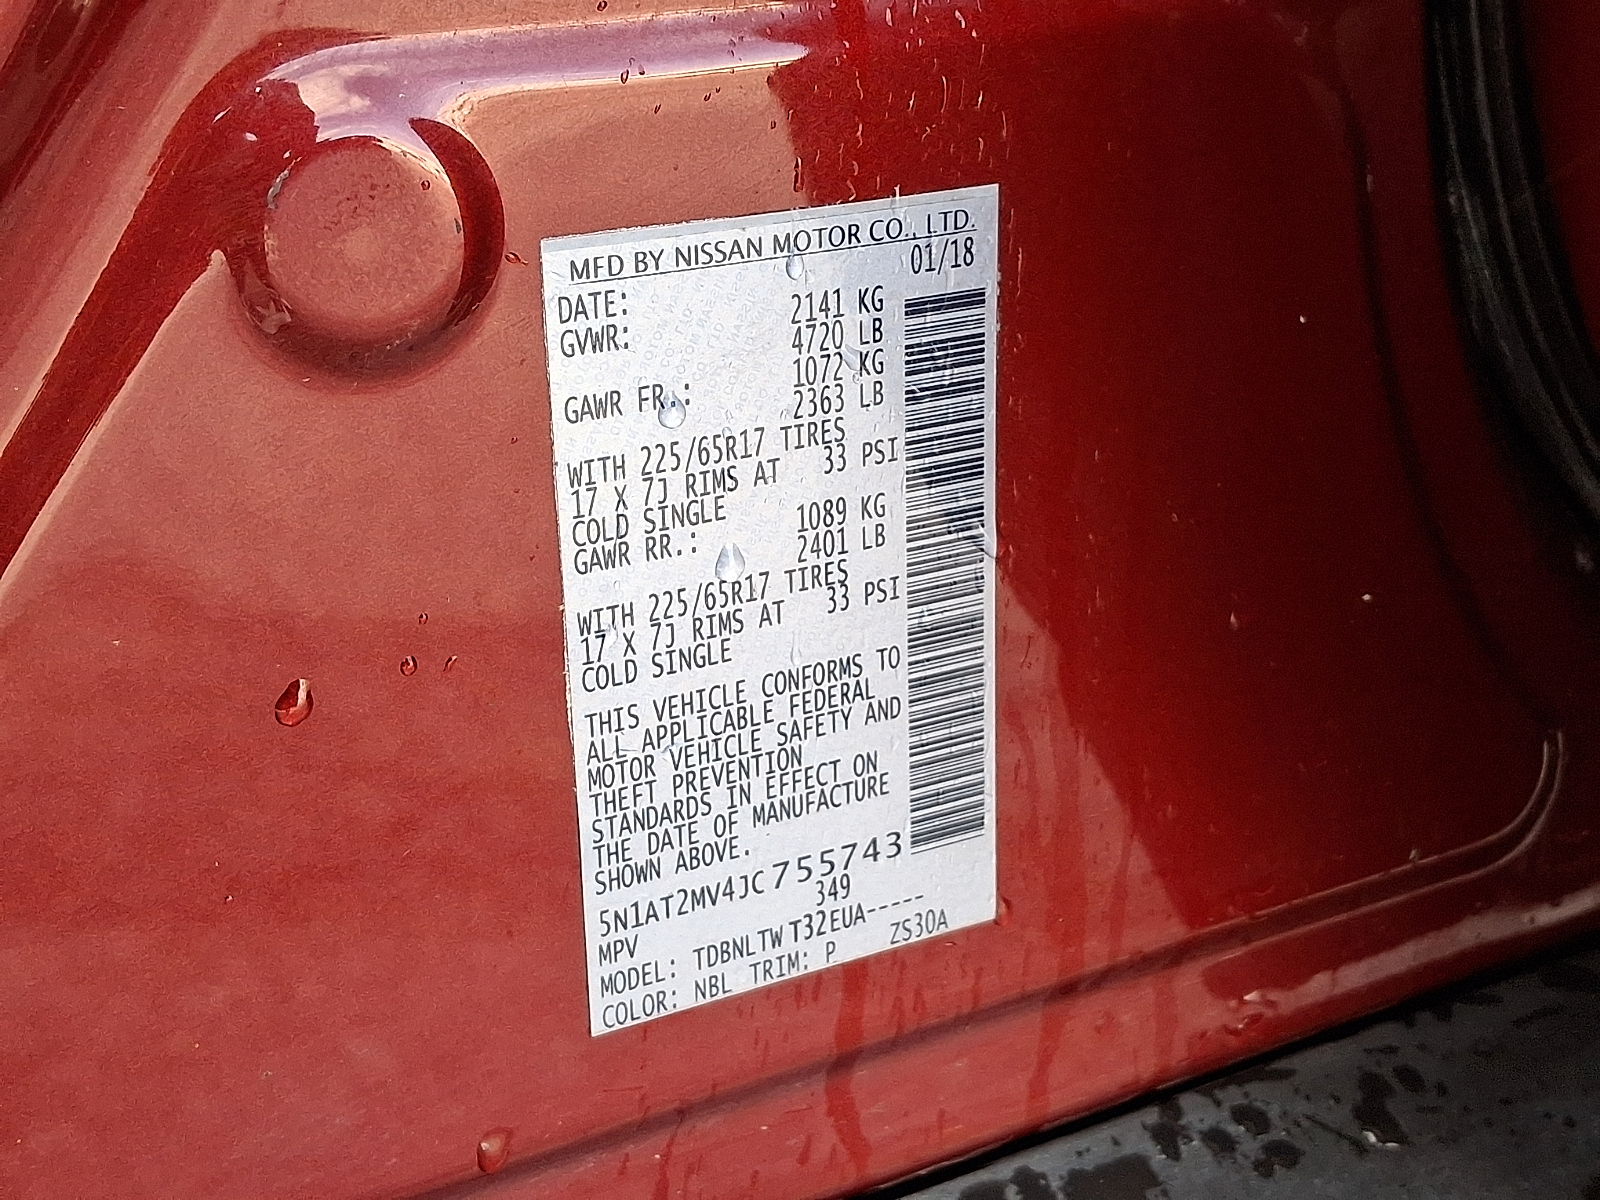 MFD BY NISSAN MOTOR CO., LTD.
DATE: 01/18
GVWR: 2141 KG
4720 LB
GAWR FR.: 1072 KG
2363 LB
WITH 225/65R17 TIRES
17 X 7J RIMS AT 33 PSI
COLD SINGLE
GAWR RR.: 1089 KG
2401 LB
WITH 225/65R17 TIRES
17 X 7J RIMS AT 33 PSI
COLD SINGLE
THIS VEHICLE CONFORMS TO
ALL APPLICABLE FEDERAL
MOTOR VEHICLE SAFETY AND
THEFT PREVENTION
STANDARDS IN EFFECT ON
THE DATE OF MANUFACTURE
SHOWN ABOVE.
5N1AT2MV4JC755743
MPV 349
MODEL: TDBNLTWT32EUA-----
COLOR: NBL TRIM: P ZS30A